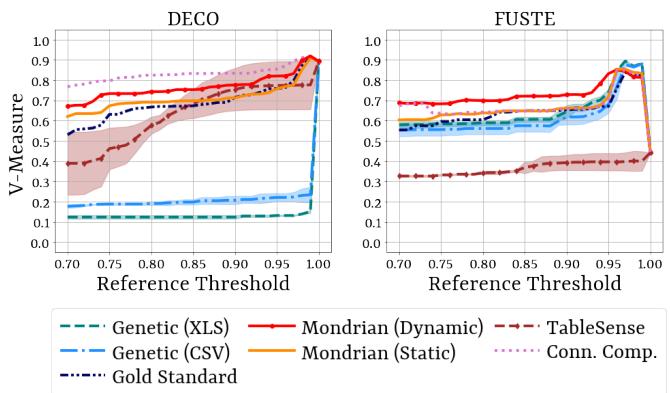 DECO
FUSTE
V-Measure
1.0
0.9
0.8
0.7
0.6
0.5
0.4
0.3
0.2
0.1
0.0
0.70 0.75 0.80 0.85 0.90 0.95 1.00
Reference Threshold
1.0
0.9
0.8
0.7
0.6
0.5
0.4
0.3
0.2
0.1
0.0
0.70 0.75 0.80 0.85 0.90 0.95 1.00
Reference Threshold
Genetic (XLS)
Genetic (CSV)
Gold Standard
Mondrian (Dynamic)
Mondrian (Static)
TableSense
Conn. Comp.